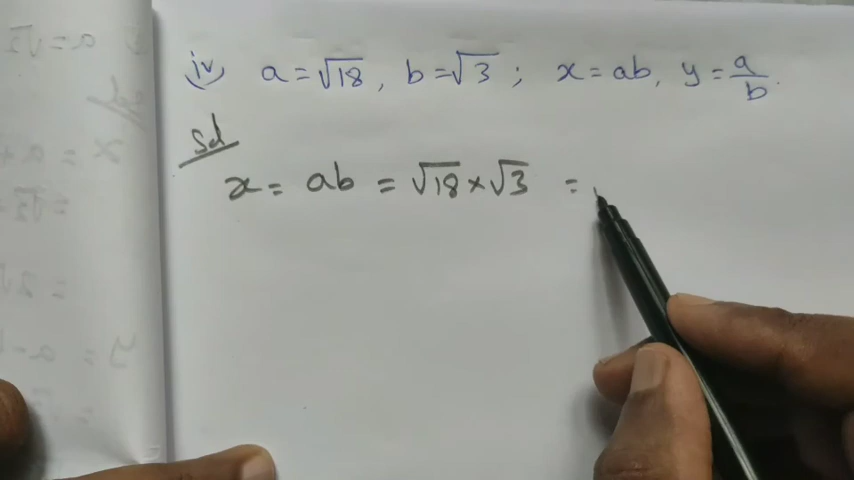 iv) a = √18, b = √3 ; x = ab, y = a/b.
Sol
x = ab = √18 × √3 =